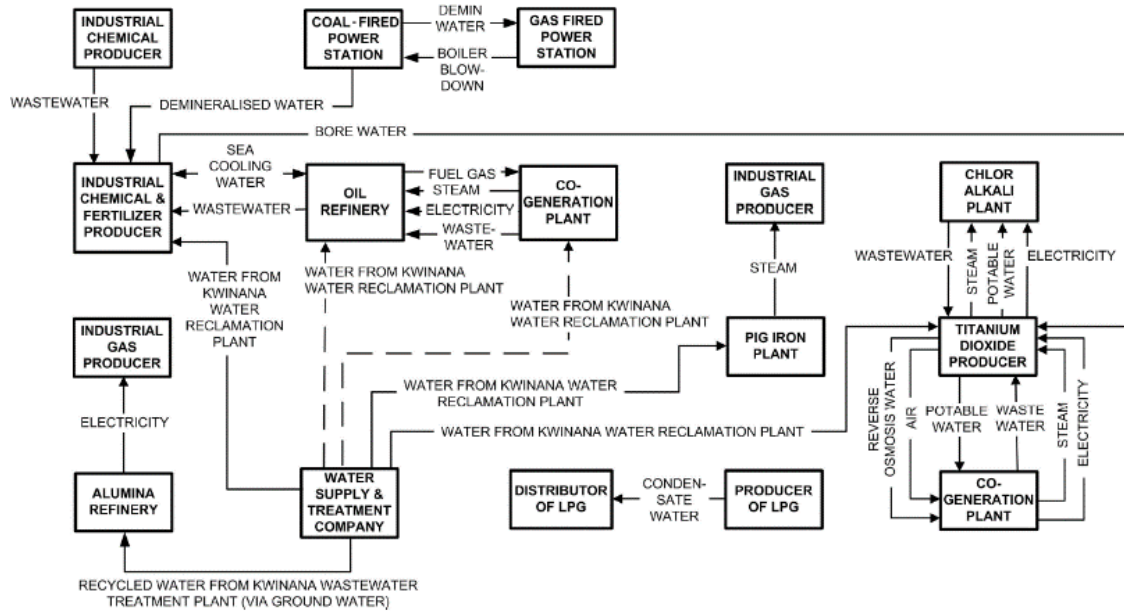 INDUSTRIAL
CHEMICAL
PRODUCER
COAL-FIRED
POWER
STATION
DEMIN
WATER
BOILER
BLOW-
DOWN
GAS FIRED
POWER
STATION
WASTEWATER
DEMINERALISED WATER
BORE WATER
INDUSTRIAL
CHEMICAL &
FERTILIZER
PRODUCER
SEA
COOLING
WATER
WASTEWATER
OIL
REFINERY
FUEL GAS
STEAM
ELECTRICITY
WASTE-
WATER
CO-
GENERATION
PLANT
INDUSTRIAL
GAS
PRODUCER
CHLOR
ALKALI
PLANT
WATER FROM
KWINANA
WATER
RECLAMATION
PLANT
WATER FROM KWINANA
WATER RECLAMATION PLANT
WATER FROM KWINANA
WATER RECLAMATION PLANT
STEAM
WASTEWATER
STEAM
POTABLE
WATER
ELECTRICITY
INDUSTRIAL
GAS
PRODUCER
PIG IRON
PLANT
TITANIUM
DIOXIDE
PRODUCER
ELECTRICITY
WATER FROM KWINANA WATER
RECLAMATION PLANT
WATER FROM KWINANA WATER RECLAMATION PLANT
REVERSE
OSMOSIS WATER
AIR
POTABLE
WATER
WASTE
WATER
STEAM
ELECTRICITY
ALUMINA
REFINERY
WATER
SUPPLY &
TREATMENT
COMPANY
DISTRIBUTOR
OF LPG
CONDEN-
SATE
WATER
PRODUCER
OF LPG
CO-
GENERATION
PLANT
RECYCLED WATER FROM KWINANA WASTEWATER
TREATMENT PLANT (VIA GROUND WATER)